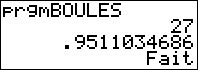 prgmBOULES
27
.9511034686
Fait